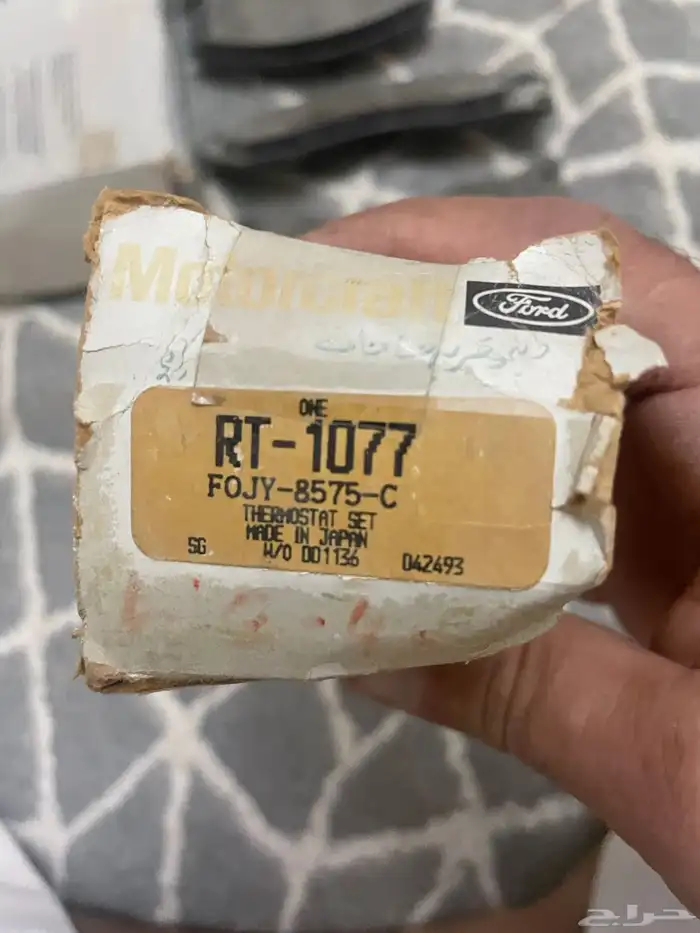 Motorcraft
Ford
ONE
RT-1077
FOJY-8575-C
THERMOSTAT SET
MADE IN JAPAN
SG W/O 001136 042493
حراج